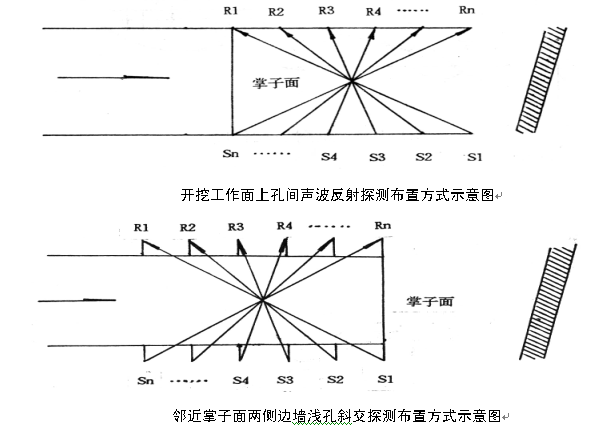 R1 R2 R3 R4 …… Rn
掌子面
Sn …… S4 S3 S2 S1
开挖工作面上孔间声波反射探测布置方式示意图
R1 R2 R3 R4 …… Rn
掌子面
Sn …… S4 S3 S2 S1
邻近掌子面两侧边墙浅孔斜交探测布置方式示意图